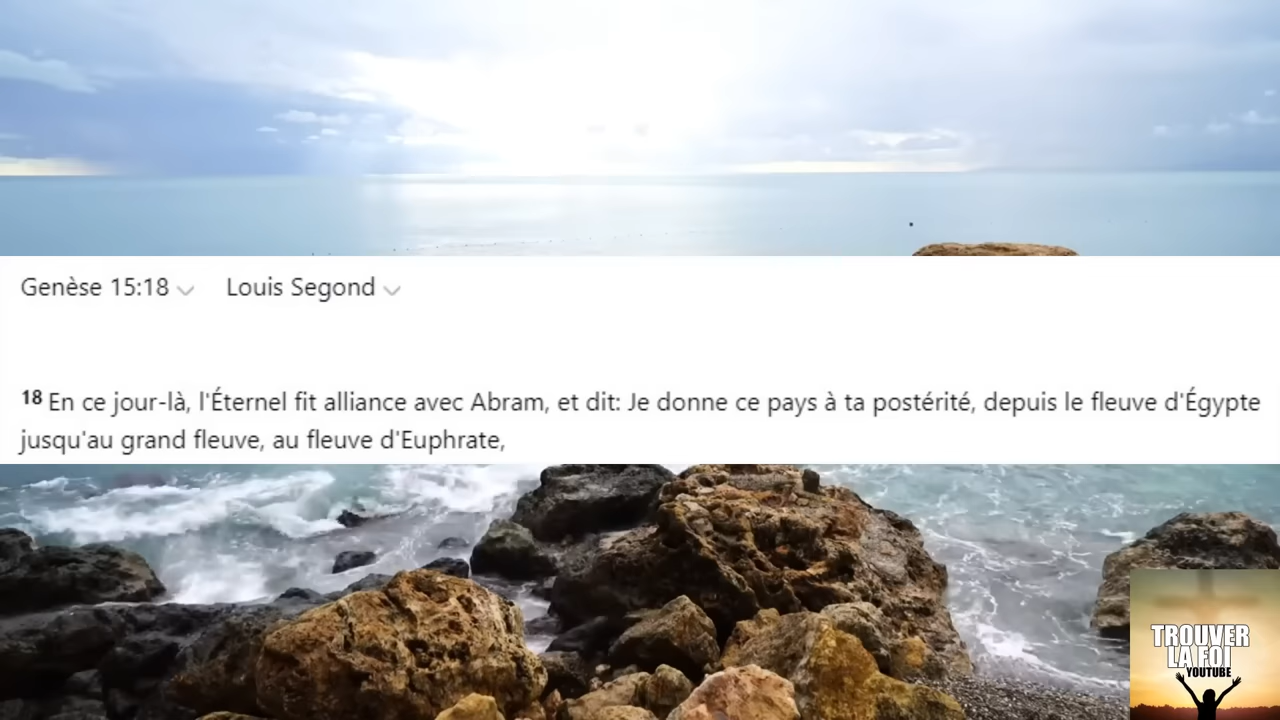 Genèse 15:18 Louis Segond
18 En ce jour-là, l'Éternel fit alliance avec Abram, et dit: Je donne ce pays à ta postérité, depuis le fleuve d'Égypte
jusqu'au grand fleuve, au fleuve d'Euphrate,
TROUVER
LA FOI
YOUTUBE